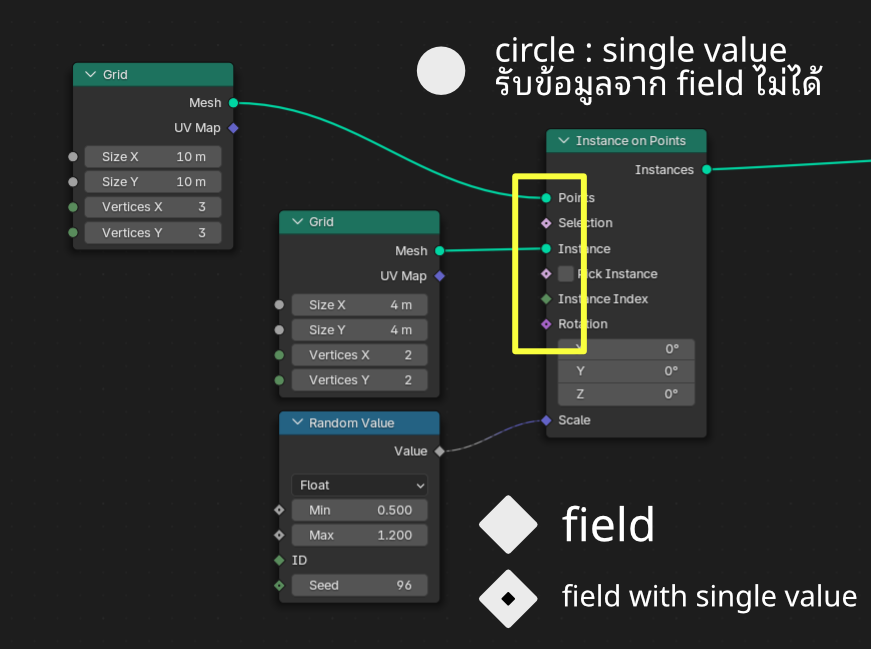 circle : single value
รับข้อมูลจาก field ไม่ได้
Grid
Mesh
UV Map
Size X 10 m
Size Y 10 m
Vertices X 3
Vertices Y 3
Instance on Points
Instances
Points
Selection
Instance
Pick Instance
Instance Index
Rotation
X 0°
Y 0°
Z 0°
Scale
Grid
Mesh
UV Map
Size X 4 m
Size Y 4 m
Vertices X 2
Vertices Y 2
Random Value
Value
Float
Min 0.500
Max 1.200
ID
Seed 96
field
field with single value